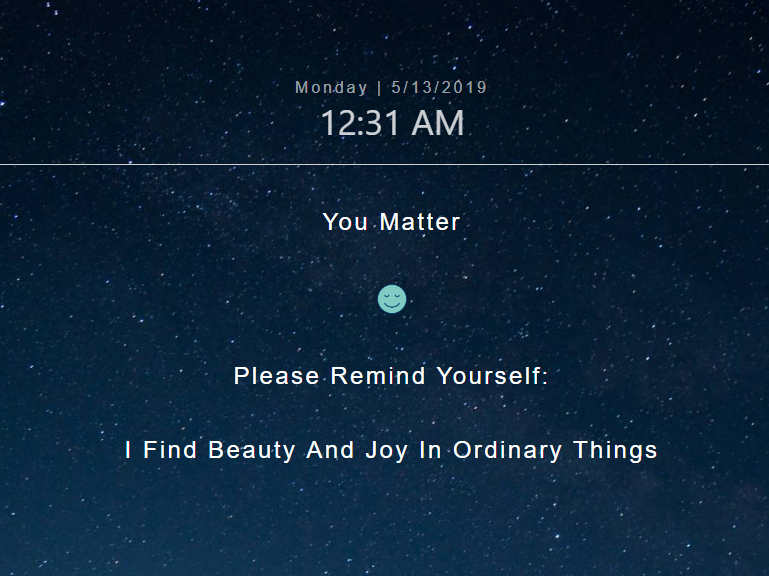 Monday | 5/13/2019
12:31 AM
You Matter
Please Remind Yourself:
I Find Beauty And Joy In Ordinary Things